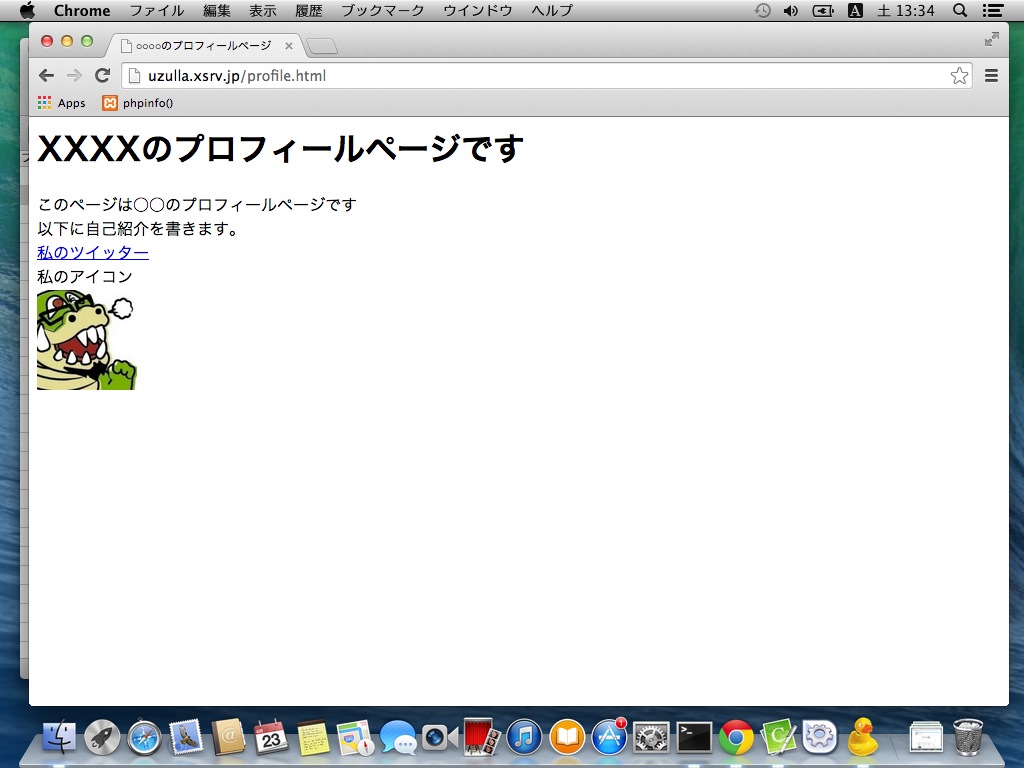 Chrome ファイル 編集 表示 履歴 ブックマーク ウインドウ ヘルプ A 土 13:34
○○○○のプロフィールページ
uzulla.xsrv.jp/profile.html
Apps phpinfo()
XXXXのプロフィールページです
このページは〇〇のプロフィールページです
以下に自己紹介を書きます。
私のツイッター
私のアイコン
23
1